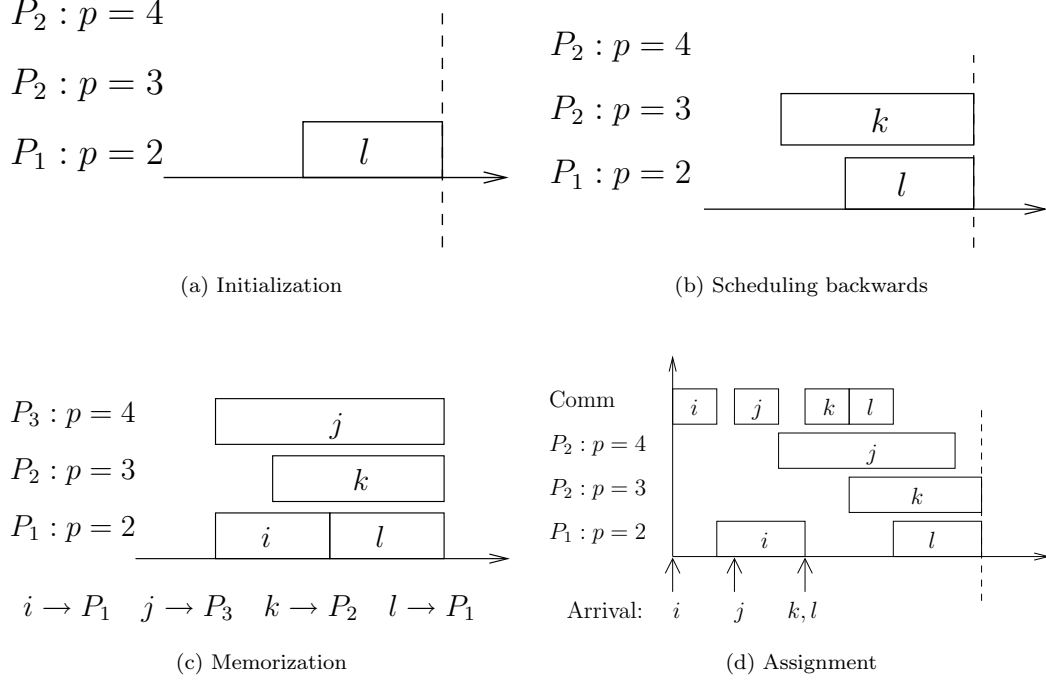 P₂ : p = 4
P₂ : p = 3
P₁ : p = 2
l
(a) Initialization
P₂ : p = 4
P₂ : p = 3
k
P₁ : p = 2
l
(b) Scheduling backwards
P₃ : p = 4
j
P₂ : p = 3
k
P₁ : p = 2
i
l
i → P₁ j → P₃ k → P₂ l → P₁
(c) Memorization
Comm
i j k l
P₂ : p = 4
j
P₂ : p = 3
k
P₁ : p = 2
i
l
Arrival: i j k, l
(d) Assignment